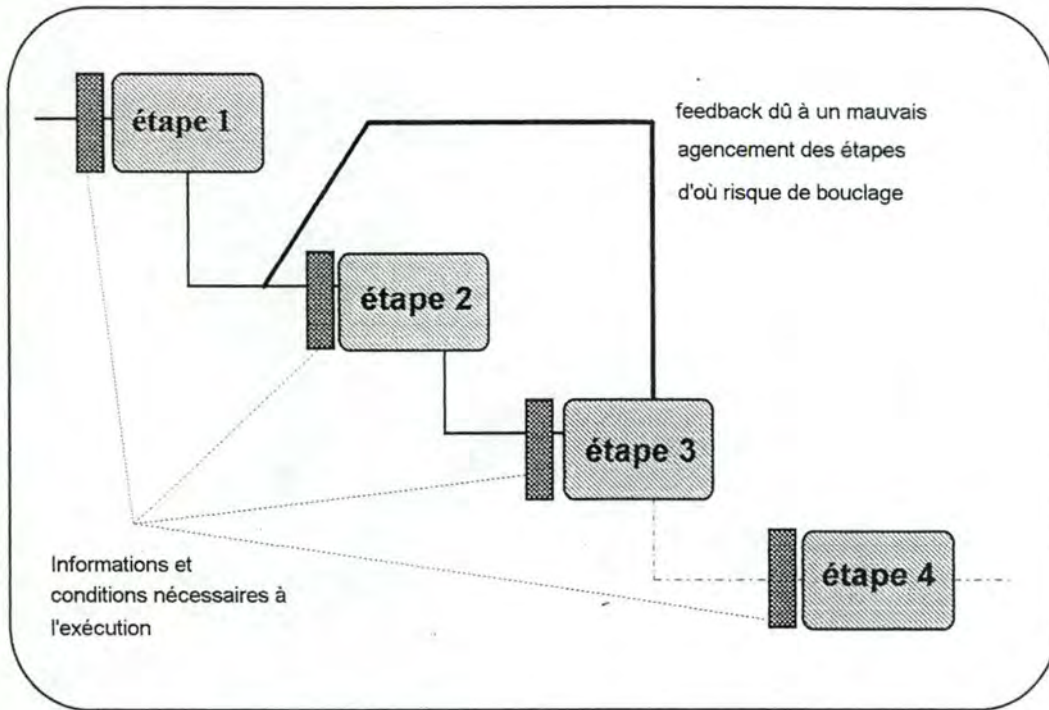 étape 1
feedback dû à un mauvais
agencement des étapes
d'où risque de bouclage
étape 2
étape 3
Informations et
conditions nécessaires à
l'exécution
étape 4